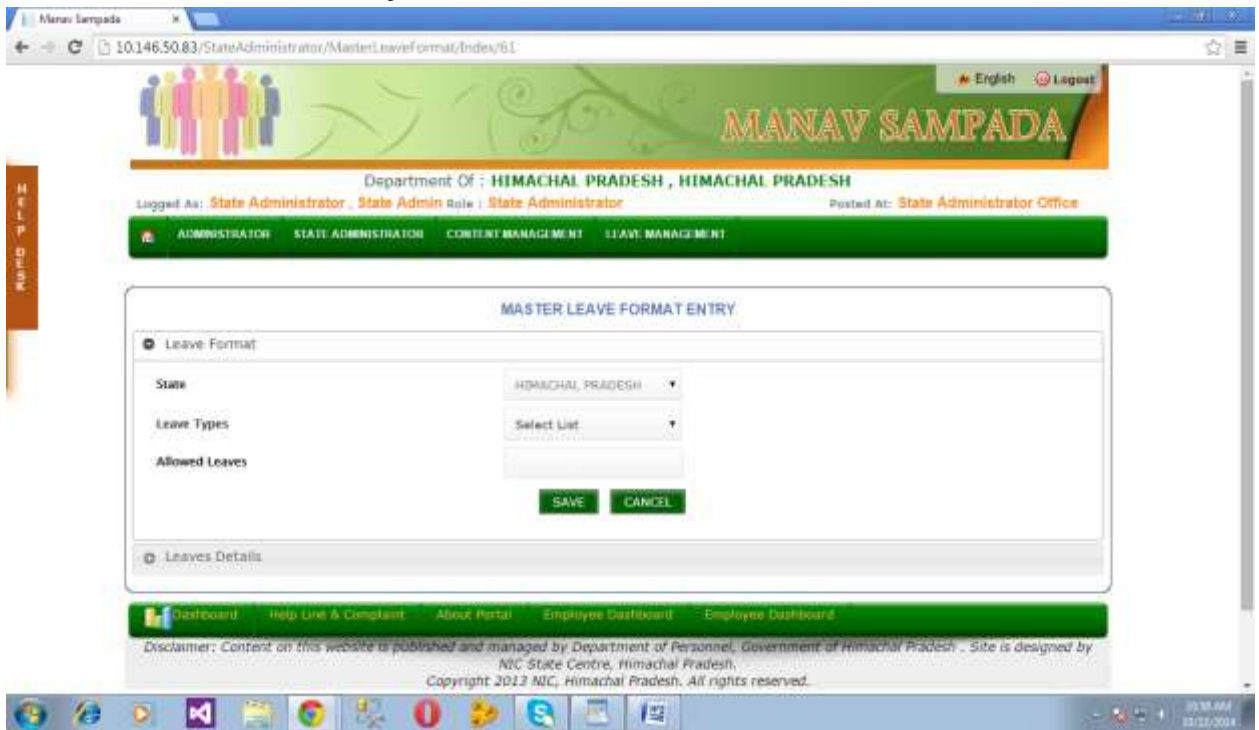 Manav Sampada
10.146.50.83/StateAdministrator/MasterLeaveFormat/Index/61
English Logout
MANAV SAMPADA
Department Of : HIMACHAL PRADESH , HIMACHAL PRADESH
Logged As: State Administrator , State Admin Role : State Administrator Posted At: State Administrator Office
HELP DESK
ADMINISTRATOR STATE ADMINISTRATOR CONTENT MANAGEMENT LEAVE MANAGEMENT
MASTER LEAVE FORMAT ENTRY
Leave Format
State HIMACHAL PRADESH
Leave Types Select List
Allowed Leaves
SAVE CANCEL
Leaves Details
Dashboard Help Line & Complaint About Portal Employee Dashboard Employee Dashboard
Disclaimer: Content on this website is published and managed by Department of Personnel, Government of Himachal Pradesh . Site is designed by
NIC State Centre, Himachal Pradesh.
Copyright 2013 NIC, Himachal Pradesh. All rights reserved.